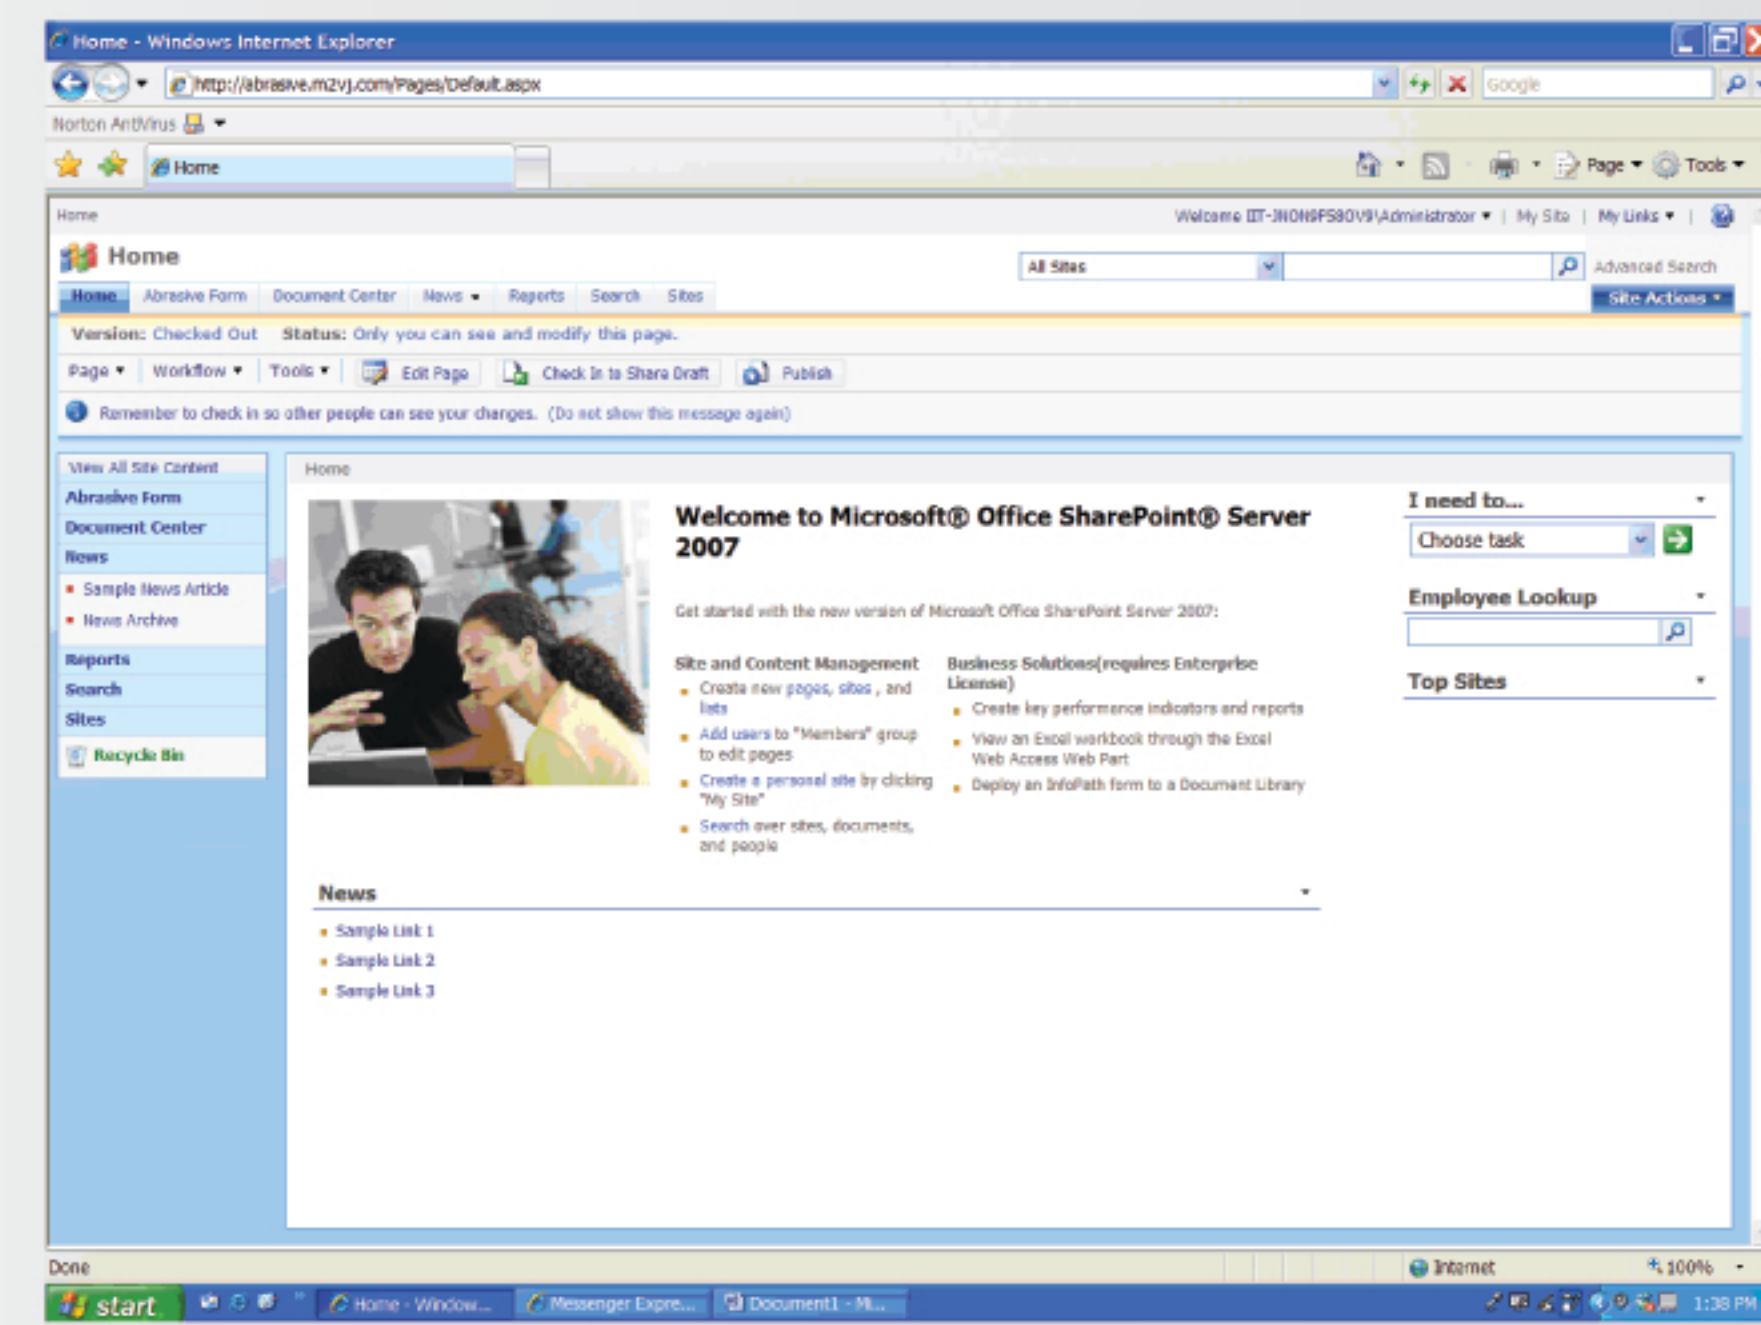 Home - Windows Internet Explorer
http://abrasive.m2vj.com/Pages/Default.aspx
Google
Norton AntiVirus
Home
Page
Tools
Home
Welcome \Administrator | My Site | My Links |
Home
All Sites
Advanced Search
Home Abrasive Form Document Center News Reports Search Sites
Site Actions
Version: Checked Out Status: Only you can see and modify this page.
Page Workflow Tools Edit Page Check In to Share Draft Publish
Remember to check in so other people can see your changes. (Do not show this message again)
View All Site Content
Abrasive Form
Document Center
News
Sample News Article
News Archive
Reports
Search
Sites
Recycle Bin
Home
Welcome to Microsoft® Office SharePoint® Server
2007
Get started with the new version of Microsoft Office SharePoint Server 2007:
Site and Content Management
Create new pages, sites , and
lists
Add users to "Members" group
to edit pages
Create a personal site by clicking
"My Site"
Search over sites, documents,
and people
Business Solutions(requires Enterprise
License)
Create key performance indicators and reports
View an Excel workbook through the Excel
Web Access Web Part
Deploy an InfoPath form to a Document Library
I need to...
Choose task
Employee Lookup
Top Sites
News
Sample Link 1
Sample Link 2
Sample Link 3
Done
Internet
100%
start
Home - Window...
Messenger Expre...
Document1 - M...
1:38 PM